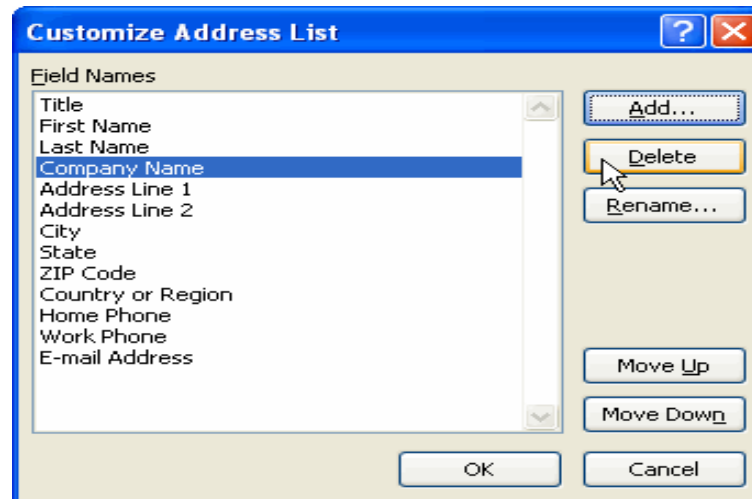 Customize Address List
Field Names
Title
First Name
Last Name
Company Name
Address Line 1
Address Line 2
City
State
ZIP Code
Country or Region
Home Phone
Work Phone
E-mail Address
Add...
Delete
Rename...
Move Up
Move Down
OK
Cancel